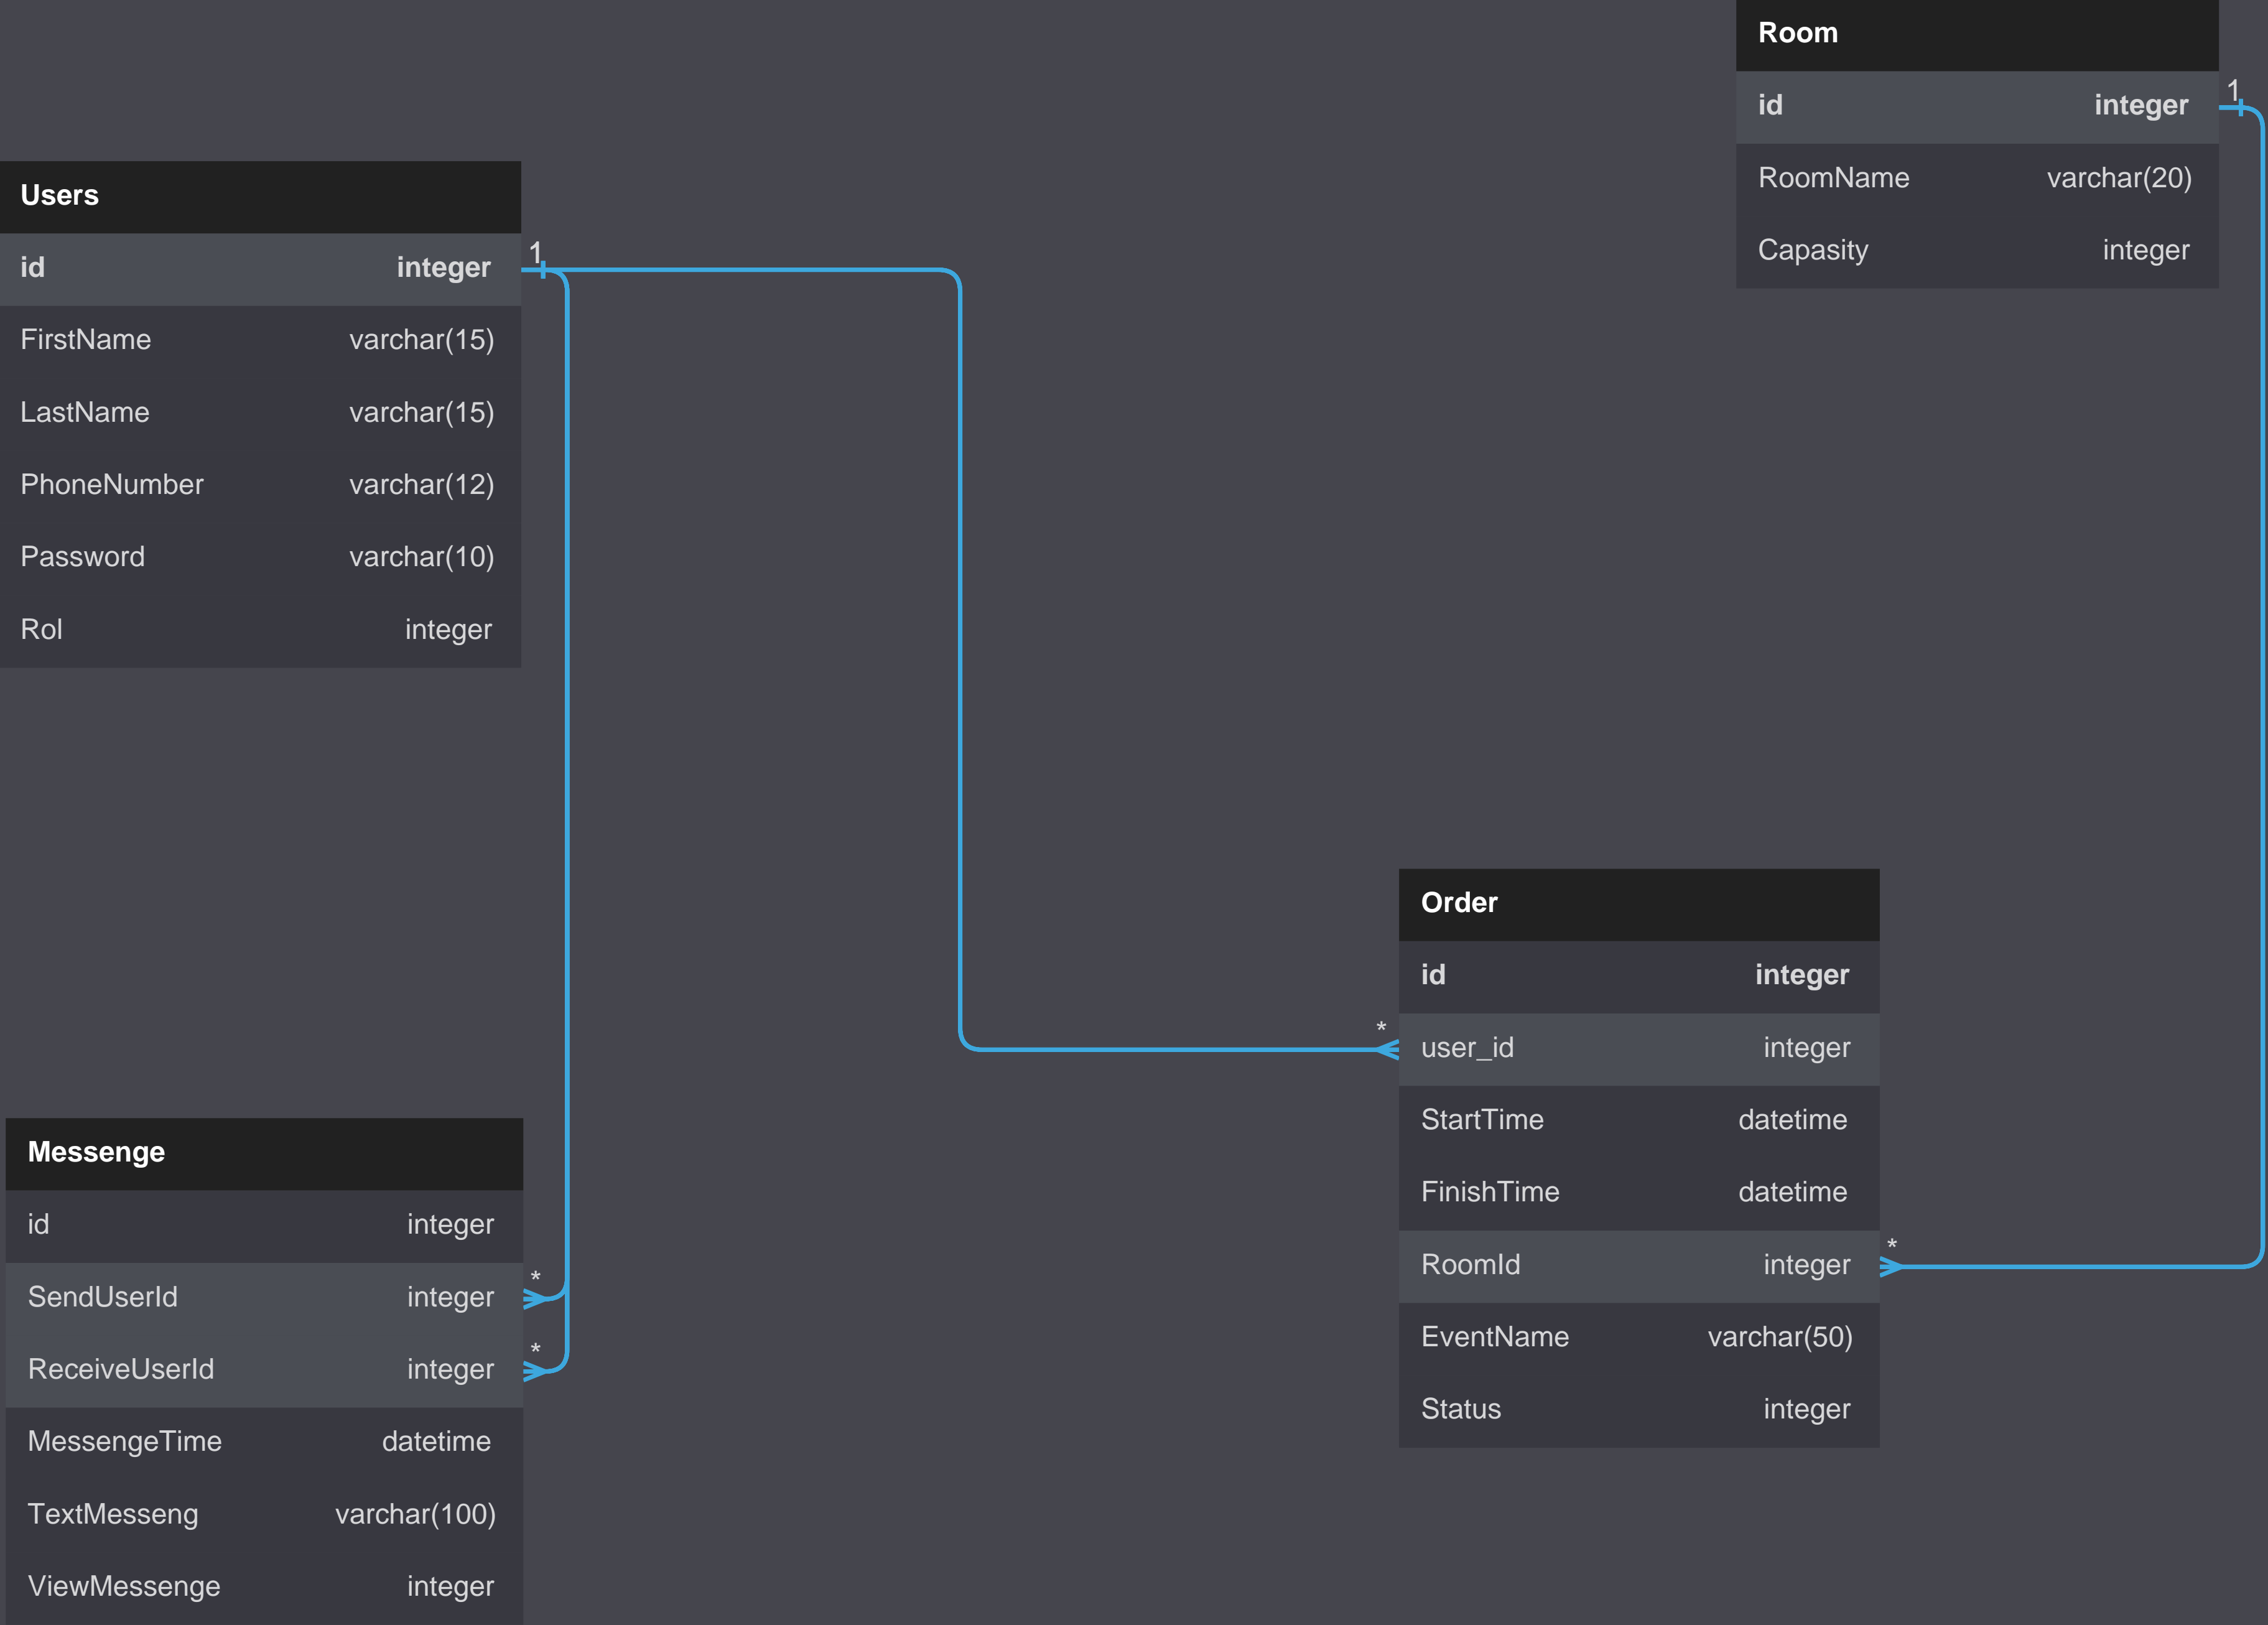 Room
id integer
RoomName varchar(20)
Capasity integer
1
Users
id integer
FirstName varchar(15)
LastName varchar(15)
PhoneNumber varchar(12)
Password varchar(10)
Rol integer
1
Order
id integer
user_id integer
StartTime datetime
FinishTime datetime
RoomId integer
EventName varchar(50)
Status integer
*
*
Messenge
id integer
SendUserId integer
ReceiveUserId integer
MessengeTime datetime
TextMesseng varchar(100)
ViewMessenge integer
*
*